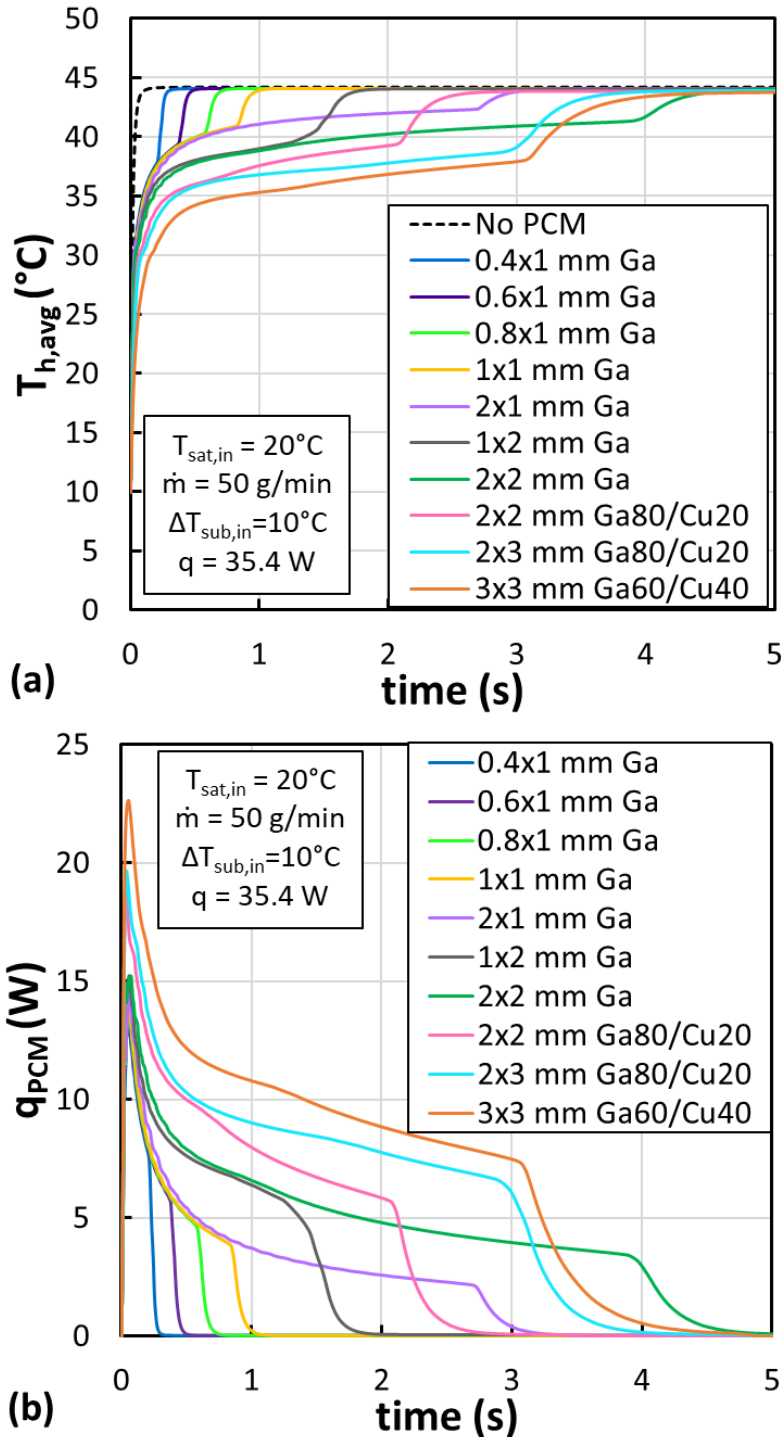 50
45
40
35
30
25
20
15
10
5
0
T_h,avg (°C)
No PCM
0.4x1 mm Ga
0.6x1 mm Ga
0.8x1 mm Ga
1x1 mm Ga
2x1 mm Ga
1x2 mm Ga
2x2 mm Ga
2x2 mm Ga80/Cu20
2x3 mm Ga80/Cu20
3x3 mm Ga60/Cu40
T_sat,in = 20°C
ṁ = 50 g/min
ΔT_sub,in=10°C
q = 35.4 W
0 1 2 3 4 5
(a) time (s)
25
20
15
10
5
0
q_PCM (W)
T_sat,in = 20°C
ṁ = 50 g/min
ΔT_sub,in=10°C
q = 35.4 W
0.4x1 mm Ga
0.6x1 mm Ga
0.8x1 mm Ga
1x1 mm Ga
2x1 mm Ga
1x2 mm Ga
2x2 mm Ga
2x2 mm Ga80/Cu20
2x3 mm Ga80/Cu20
3x3 mm Ga60/Cu40
0 1 2 3 4 5
(b) time (s)